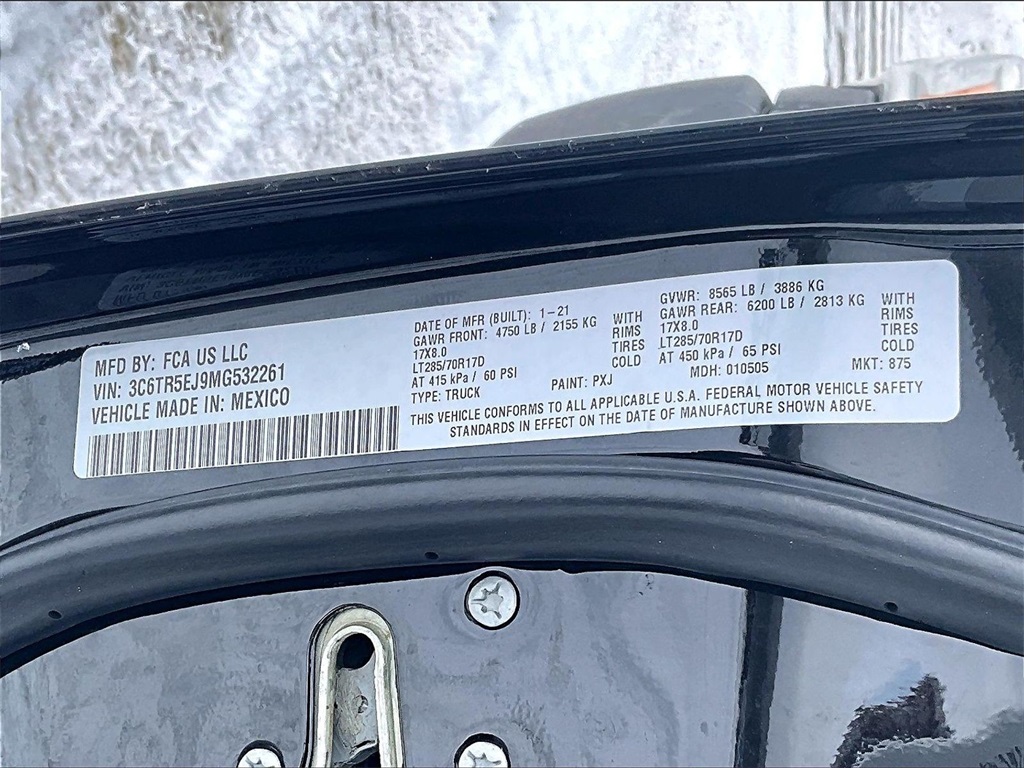 MFD BY: FCA US LLC
VIN: 3C6TR5EJ9MG532261
VEHICLE MADE IN: MEXICO
DATE OF MFR (BUILT): 1-21
GAWR FRONT: 4750 LB / 2155 KG
17X8.0
LT285/70R17D
AT 415 kPa / 60 PSI
TYPE: TRUCK
WITH
RIMS
TIRES
COLD
PAINT: PXJ
GVWR: 8565 LB / 3886 KG
GAWR REAR: 6200 LB / 2813 KG
17X8.0
LT285/70R17D
AT 450 kPa / 65 PSI
MDH: 010505
WITH
RIMS
TIRES
COLD
MKT: 875
THIS VEHICLE CONFORMS TO ALL APPLICABLE U.S.A. FEDERAL MOTOR VEHICLE SAFETY
STANDARDS IN EFFECT ON THE DATE OF MANUFACTURE SHOWN ABOVE.